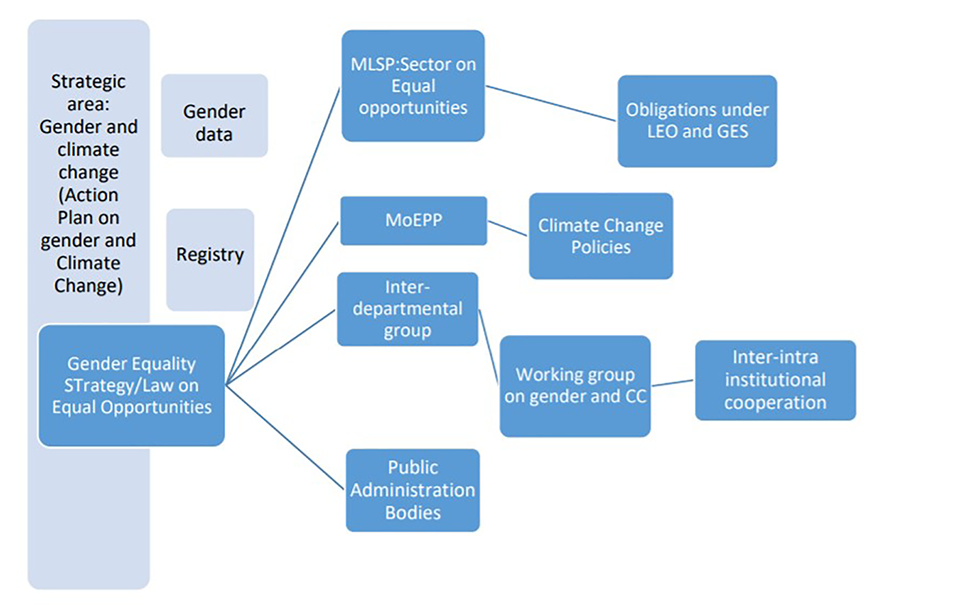 Strategic
area:
Gender and
climate
change
(Action
Plan on
gender and
Climate
Change)
Gender
data
Registry
Gender Equality
STrategy/Law on
Equal Opportunities
MLSP:Sector on
Equal
opportunities
Obligations under
LEO and GES
MoEPP
Climate Change
Policies
Inter-
departmental
group
Working group
on gender and CC
Inter-intra
institutional
cooperation
Public
Administration
Bodies